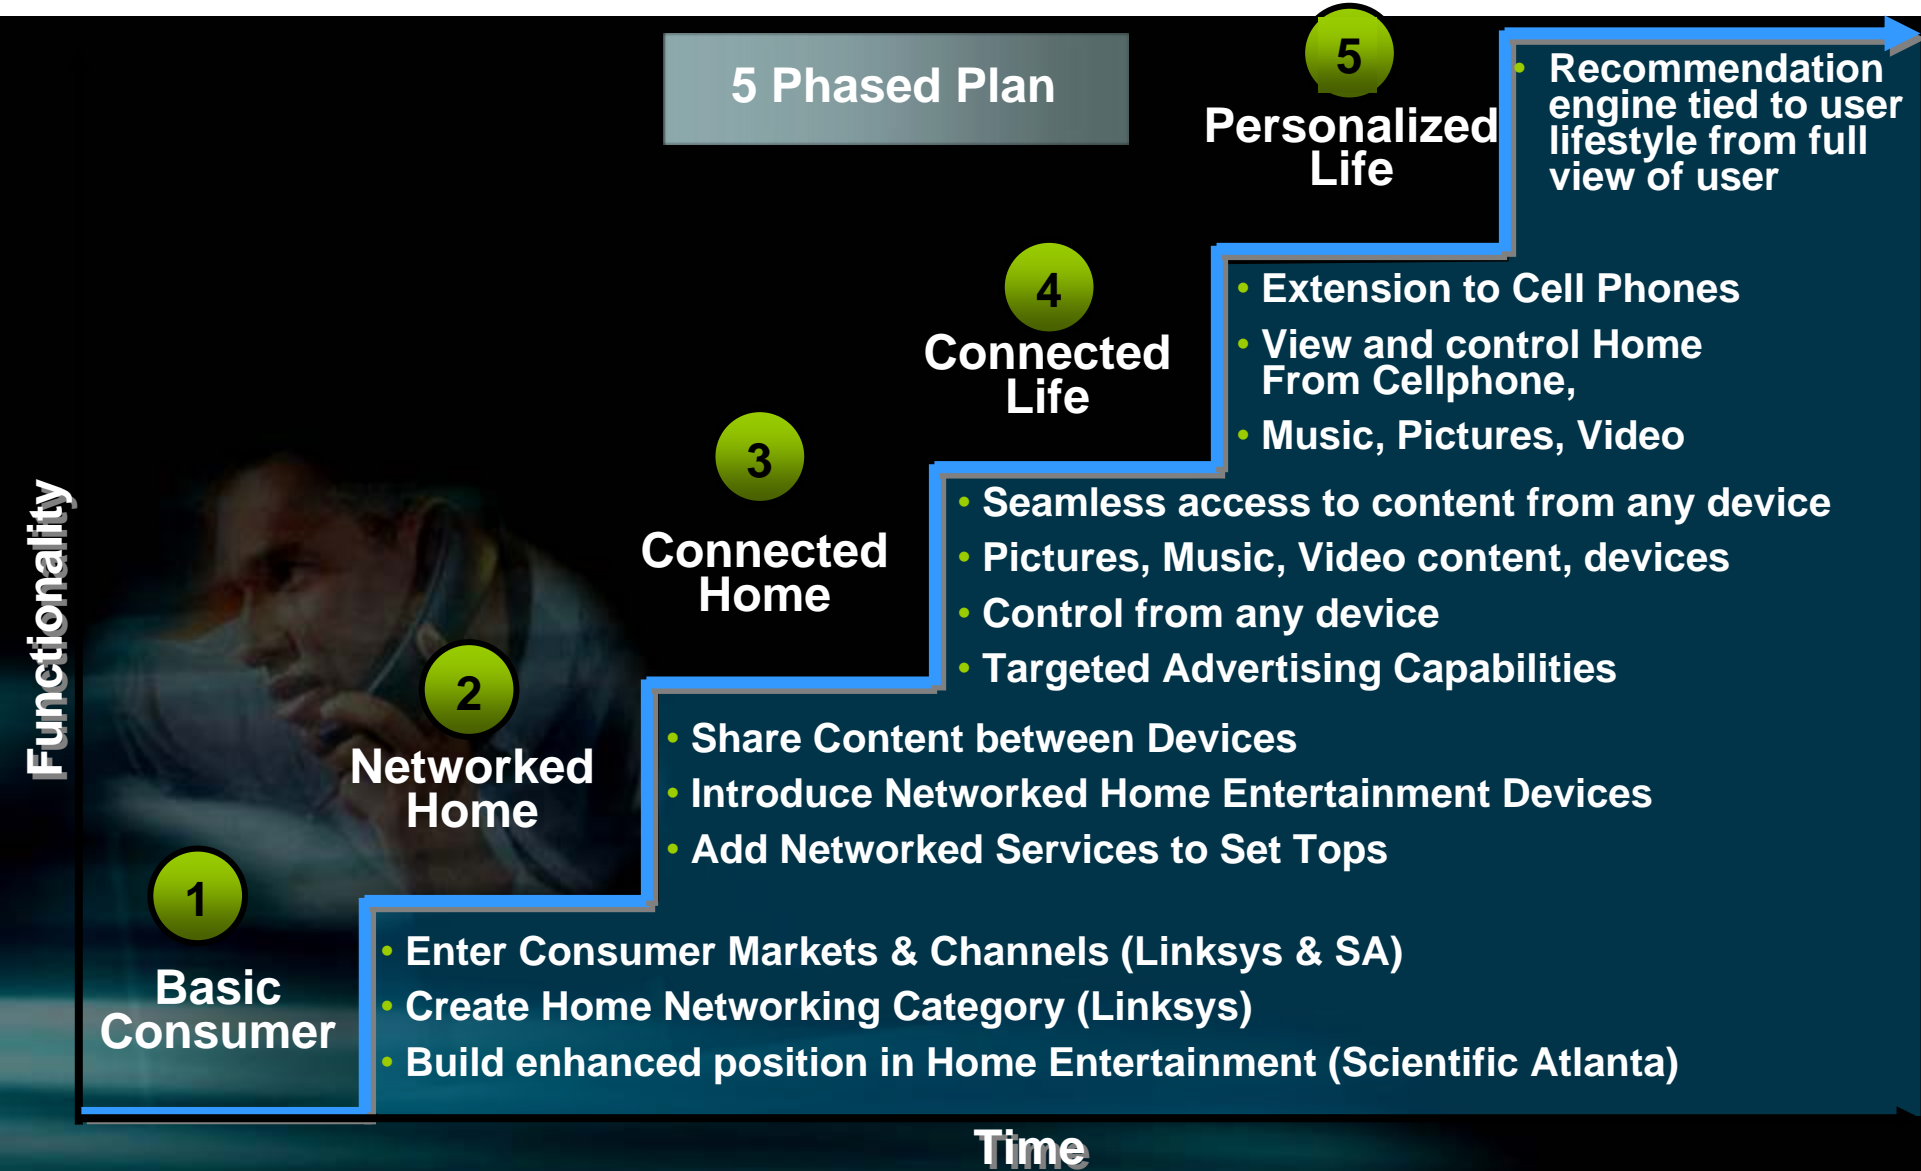 5 Phased Plan
5
Personalized
Life
• Recommendation
engine tied to user
lifestyle from full
view of user
4
Connected
Life
• Extension to Cell Phones
• View and control Home
From Cellphone,
• Music, Pictures, Video
3
Connected
Home
• Seamless access to content from any device
• Pictures, Music, Video content, devices
• Control from any device
• Targeted Advertising Capabilities
2
Networked
Home
• Share Content between Devices
• Introduce Networked Home Entertainment Devices
• Add Networked Services to Set Tops
1
Basic
Consumer
• Enter Consumer Markets & Channels (Linksys & SA)
• Create Home Networking Category (Linksys)
• Build enhanced position in Home Entertainment (Scientific Atlanta)
Functionality
Time